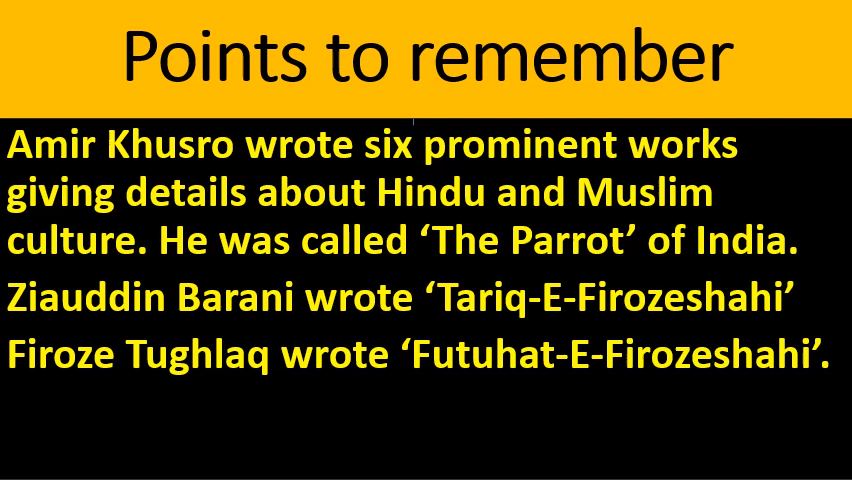 Points to remember
Amir Khusro wrote six prominent works
giving details about Hindu and Muslim
culture. He was called ‘The Parrot’ of India.
Ziauddin Barani wrote ‘Tariq-E-Firozeshahi’
Firoze Tughlaq wrote ‘Futuhat-E-Firozeshahi’.